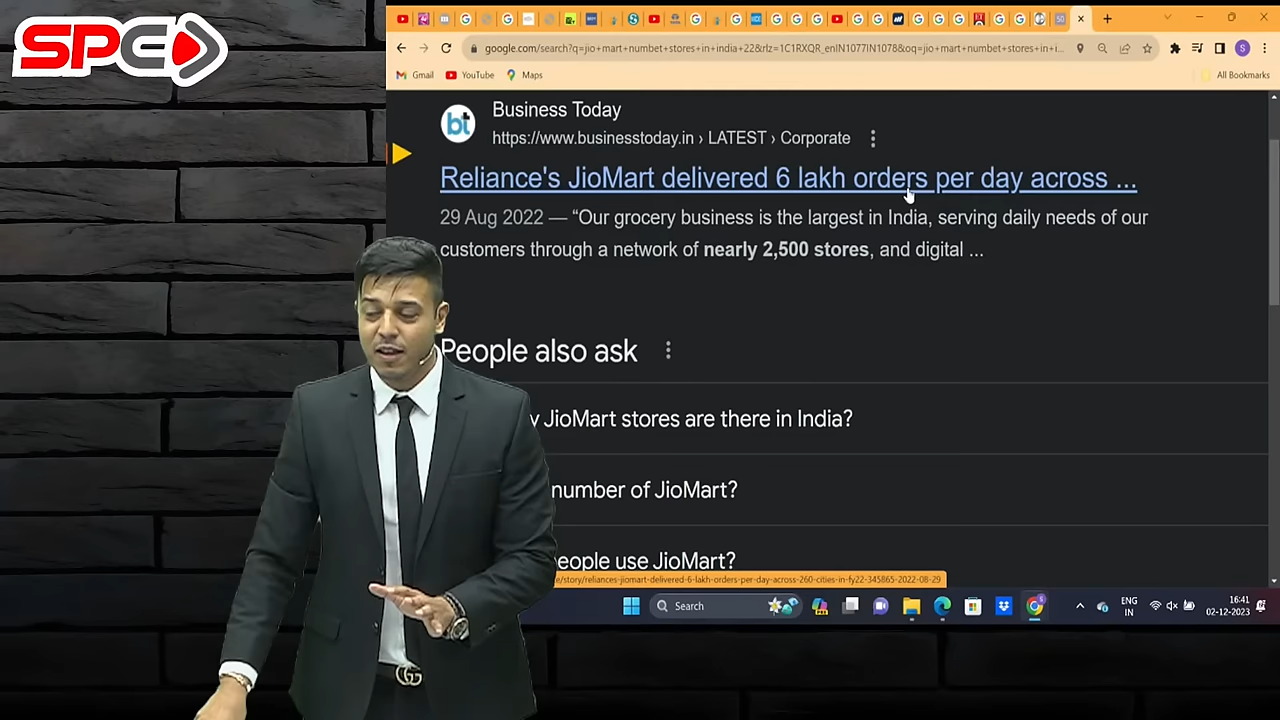 SPED
google.com/search?q=jio+mart+numbet+stores+in+india+22&rlz=1C1RXQR_enIN1077IN1078&oq=jio+mart+numbet+stores+in+i...
Gmail
YouTube
Maps
All Bookmarks
Business Today
https://www.businesstoday.in › LATEST › Corporate
Reliance's JioMart delivered 6 lakh orders per day across ...
29 Aug 2022 — “Our grocery business is the largest in India, serving daily needs of our
customers through a network of nearly 2,500 stores, and digital ...
People also ask
JioMart stores are there in India?
number of JioMart?
people use JioMart?
/story/reliances-jiomart-delivered-6-lakh-orders-per-day-across-260-cities-in-fy22-345865-2022-08-29
Search
ENG
IN
16:41
02-12-2023